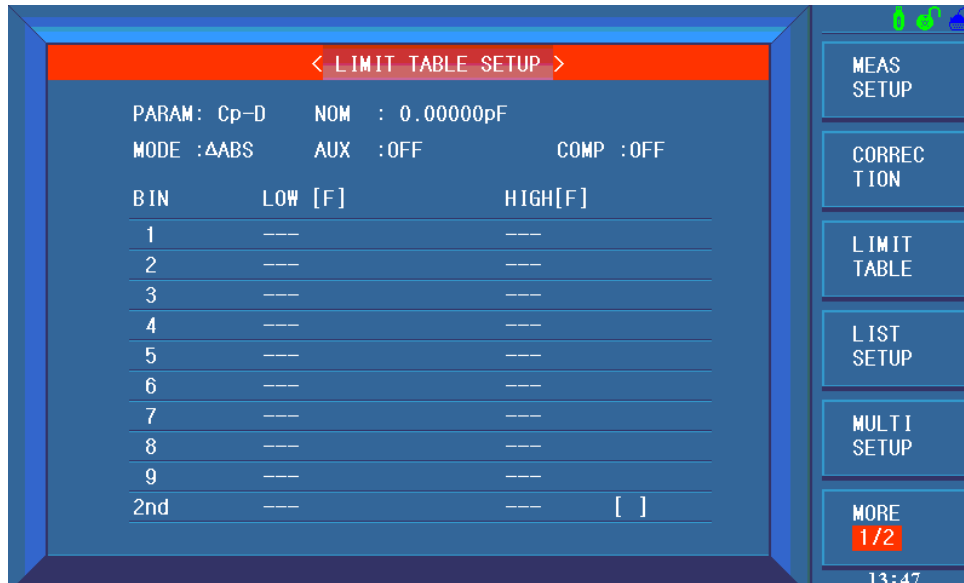 < LIMIT TABLE SETUP >
PARAM: Cp-D NOM : 0.00000pF
MODE :ΔABS AUX :OFF COMP :OFF
BIN LOW [F] HIGH[F]
1 --- ---
2 --- ---
3 --- ---
4 --- ---
5 --- ---
6 --- ---
7 --- ---
8 --- ---
9 --- ---
2nd --- --- [ ]
MEAS
SETUP
CORREC
TION
LIMIT
TABLE
LIST
SETUP
MULTI
SETUP
MORE
1/2
13:47